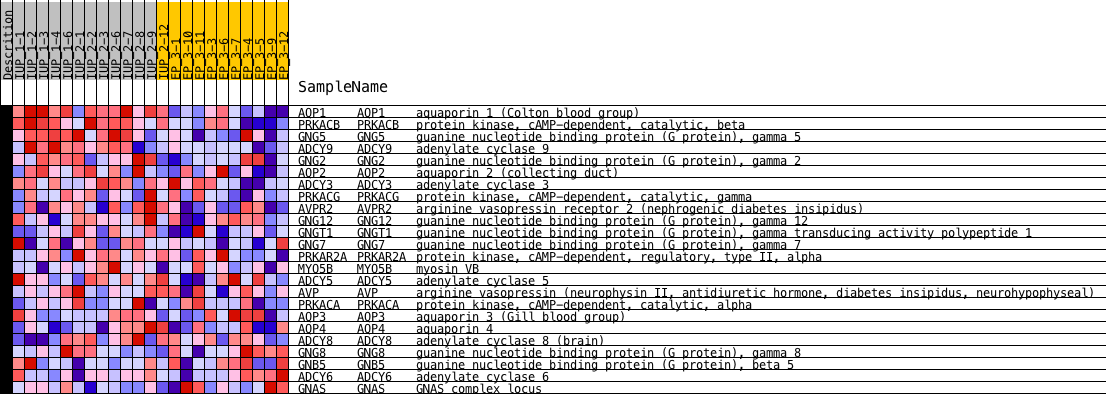 Descrition
IUP_1-1
IUP_1-2
IUP_1-3
IUP_1-4
IUP_1-6
IUP_2-1
IUP_2-2
IUP_2-3
IUP_2-6
IUP_2-7
IUP_2-8
IUP_2-9
IUP_2-12
EP_3-1
EP_3-10
EP_3-11
EP_3-3
EP_3-6
EP_3-7
EP_3-4
EP_3-5
EP_3-9
EP_3-12
SampleName
AQP1 AQP1 aquaporin 1 (Colton blood group)
PRKACB PRKACB protein kinase, cAMP-dependent, catalytic, beta
GNG5 GNG5 guanine nucleotide binding protein (G protein), gamma 5
ADCY9 ADCY9 adenylate cyclase 9
GNG2 GNG2 guanine nucleotide binding protein (G protein), gamma 2
AQP2 AQP2 aquaporin 2 (collecting duct)
ADCY3 ADCY3 adenylate cyclase 3
PRKACG PRKACG protein kinase, cAMP-dependent, catalytic, gamma
AVPR2 AVPR2 arginine vasopressin receptor 2 (nephrogenic diabetes insipidus)
GNG12 GNG12 guanine nucleotide binding protein (G protein), gamma 12
GNGT1 GNGT1 guanine nucleotide binding protein (G protein), gamma transducing activity polypeptide 1
GNG7 GNG7 guanine nucleotide binding protein (G protein), gamma 7
PRKAR2A PRKAR2A protein kinase, cAMP-dependent, regulatory, type II, alpha
MYO5B MYO5B myosin VB
ADCY5 ADCY5 adenylate cyclase 5
AVP AVP arginine vasopressin (neurophysin II, antidiuretic hormone, diabetes insipidus, neurohypophyseal)
PRKACA PRKACA protein kinase, cAMP-dependent, catalytic, alpha
AQP3 AQP3 aquaporin 3 (Gill blood group)
AQP4 AQP4 aquaporin 4
ADCY8 ADCY8 adenylate cyclase 8 (brain)
GNG8 GNG8 guanine nucleotide binding protein (G protein), gamma 8
GNB5 GNB5 guanine nucleotide binding protein (G protein), beta 5
ADCY6 ADCY6 adenylate cyclase 6
GNAS GNAS GNAS complex locus